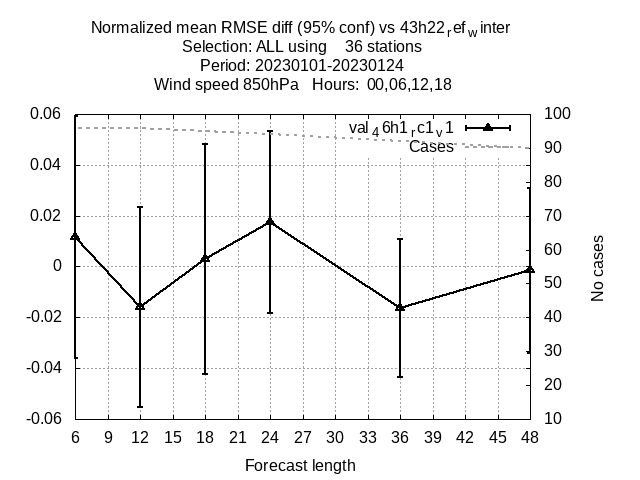 Normalized mean RMSE diff (95% conf) vs 43h22refwinter
Selection: ALL using 36 stations
Period: 20230101-20230124
Wind speed 850hPa Hours: 00,06,12,18
val46h1rc1v1
Cases
0.06
0.04
0.02
0
-0.02
-0.04
-0.06
100
90
80
70
60
50
40
30
20
10
No cases
6 9 12 15 18 21 24 27 30 33 36 39 42 45 48
Forecast length